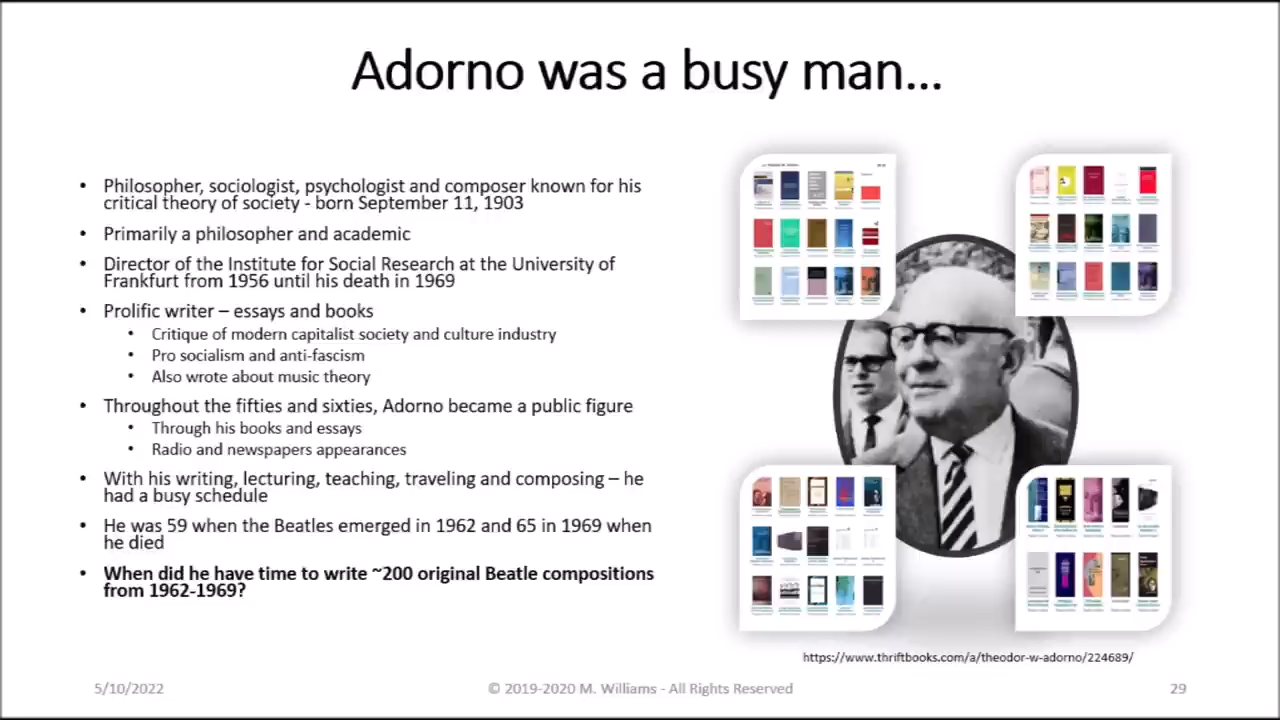 Adorno was a busy man...
• Philosopher, sociologist, psychologist and composer known for his
critical theory of society - born September 11, 1903
• Primarily a philosopher and academic
• Director of the Institute for Social Research at the University of
Frankfurt from 1956 until his death in 1969
• Prolific writer – essays and books
• Critique of modern capitalist society and culture industry
• Pro socialism and anti-fascism
• Also wrote about music theory
• Throughout the fifties and sixties, Adorno became a public figure
• Through his books and essays
• Radio and newspapers appearances
• With his writing, lecturing, teaching, traveling and composing – he
had a busy schedule
• He was 59 when the Beatles emerged in 1962 and 65 in 1969 when
he died
• When did he have time to write ~200 original Beatle compositions
from 1962-1969?
https://www.thriftbooks.com/a/theodor-w-adorno/224689/
5/10/2022
© 2019-2020 M. Williams - All Rights Reserved
29